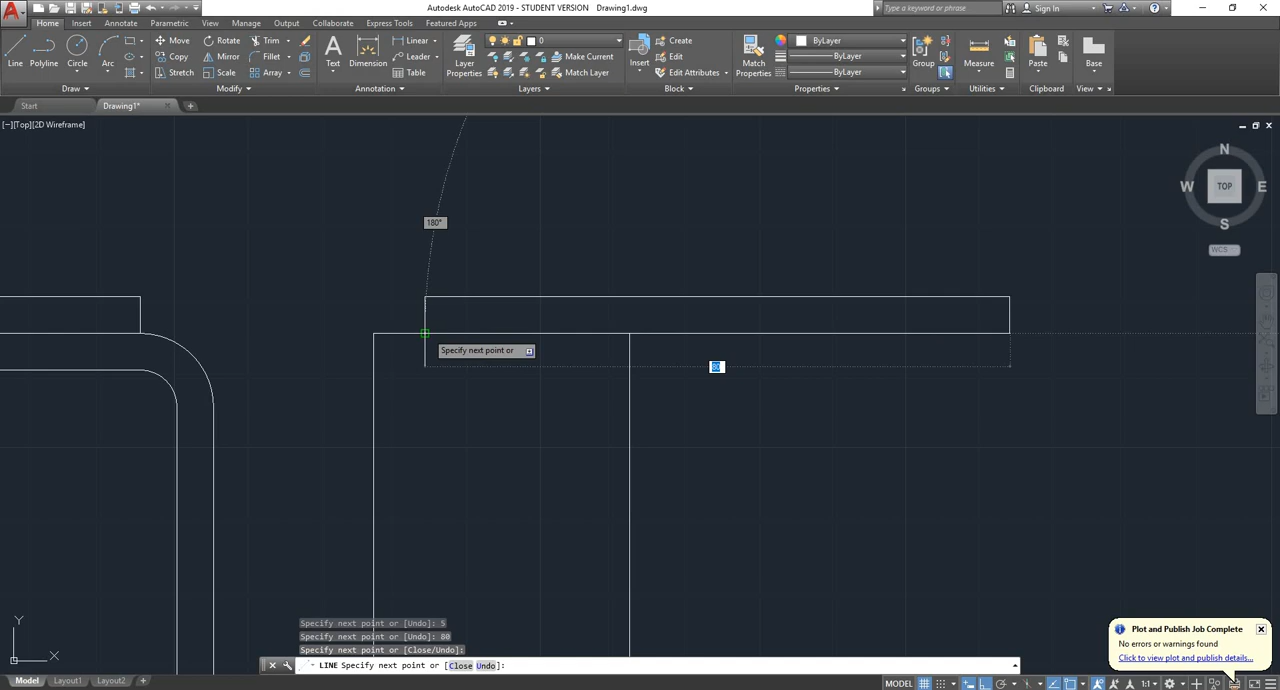 Autodesk AutoCAD 2019 - STUDENT VERSION Drawing1.dwg
Type a keyword or phrase
Sign In
Home Insert Annotate Parametric View Manage Output Collaborate Express Tools Featured Apps
Line Polyline Circle Arc
Move Rotate Trim
Copy Mirror Fillet
Stretch Scale Array
Text Dimension
Linear
Leader
Table
Layer Properties
0
Make Current
Match Layer
Insert
Create
Edit
Edit Attributes
Match Properties
ByLayer
ByLayer
ByLayer
Group
Measure
Paste
Base
Draw Modify Annotation Layers Block Properties Groups Utilities Clipboard View
Start Drawing1*
[−][Top][2D Wireframe]
N
W TOP E
S
WCS
180°
Specify next point or
80
Y
X
Specify next point or [Undo]: 5
Specify next point or [Undo]: 80
Specify next point or [Close/Undo]:
LINE Specify next point or [Close Undo]:
Plot and Publish Job Complete
No errors or warnings found
Click to view plot and publish details...
Model Layout1 Layout2
MODEL 1:1